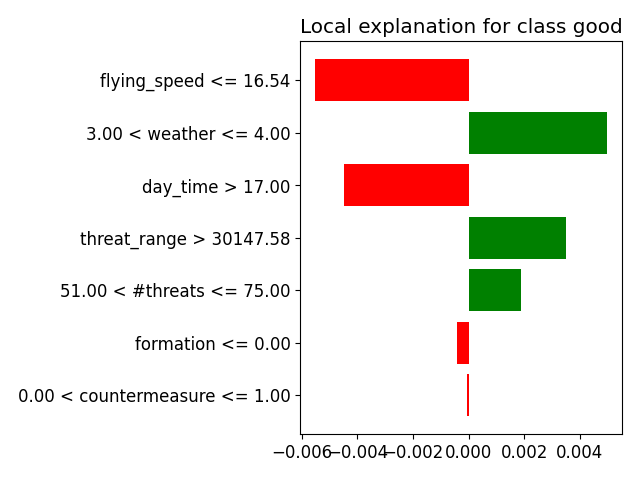 Local explanation for class good
flying_speed <= 16.54
3.00 < weather <= 4.00
day_time > 17.00
threat_range > 30147.58
51.00 < #threats <= 75.00
formation <= 0.00
0.00 < countermeasure <= 1.00
−0.006 −0.004 −0.002 0.000 0.002 0.004